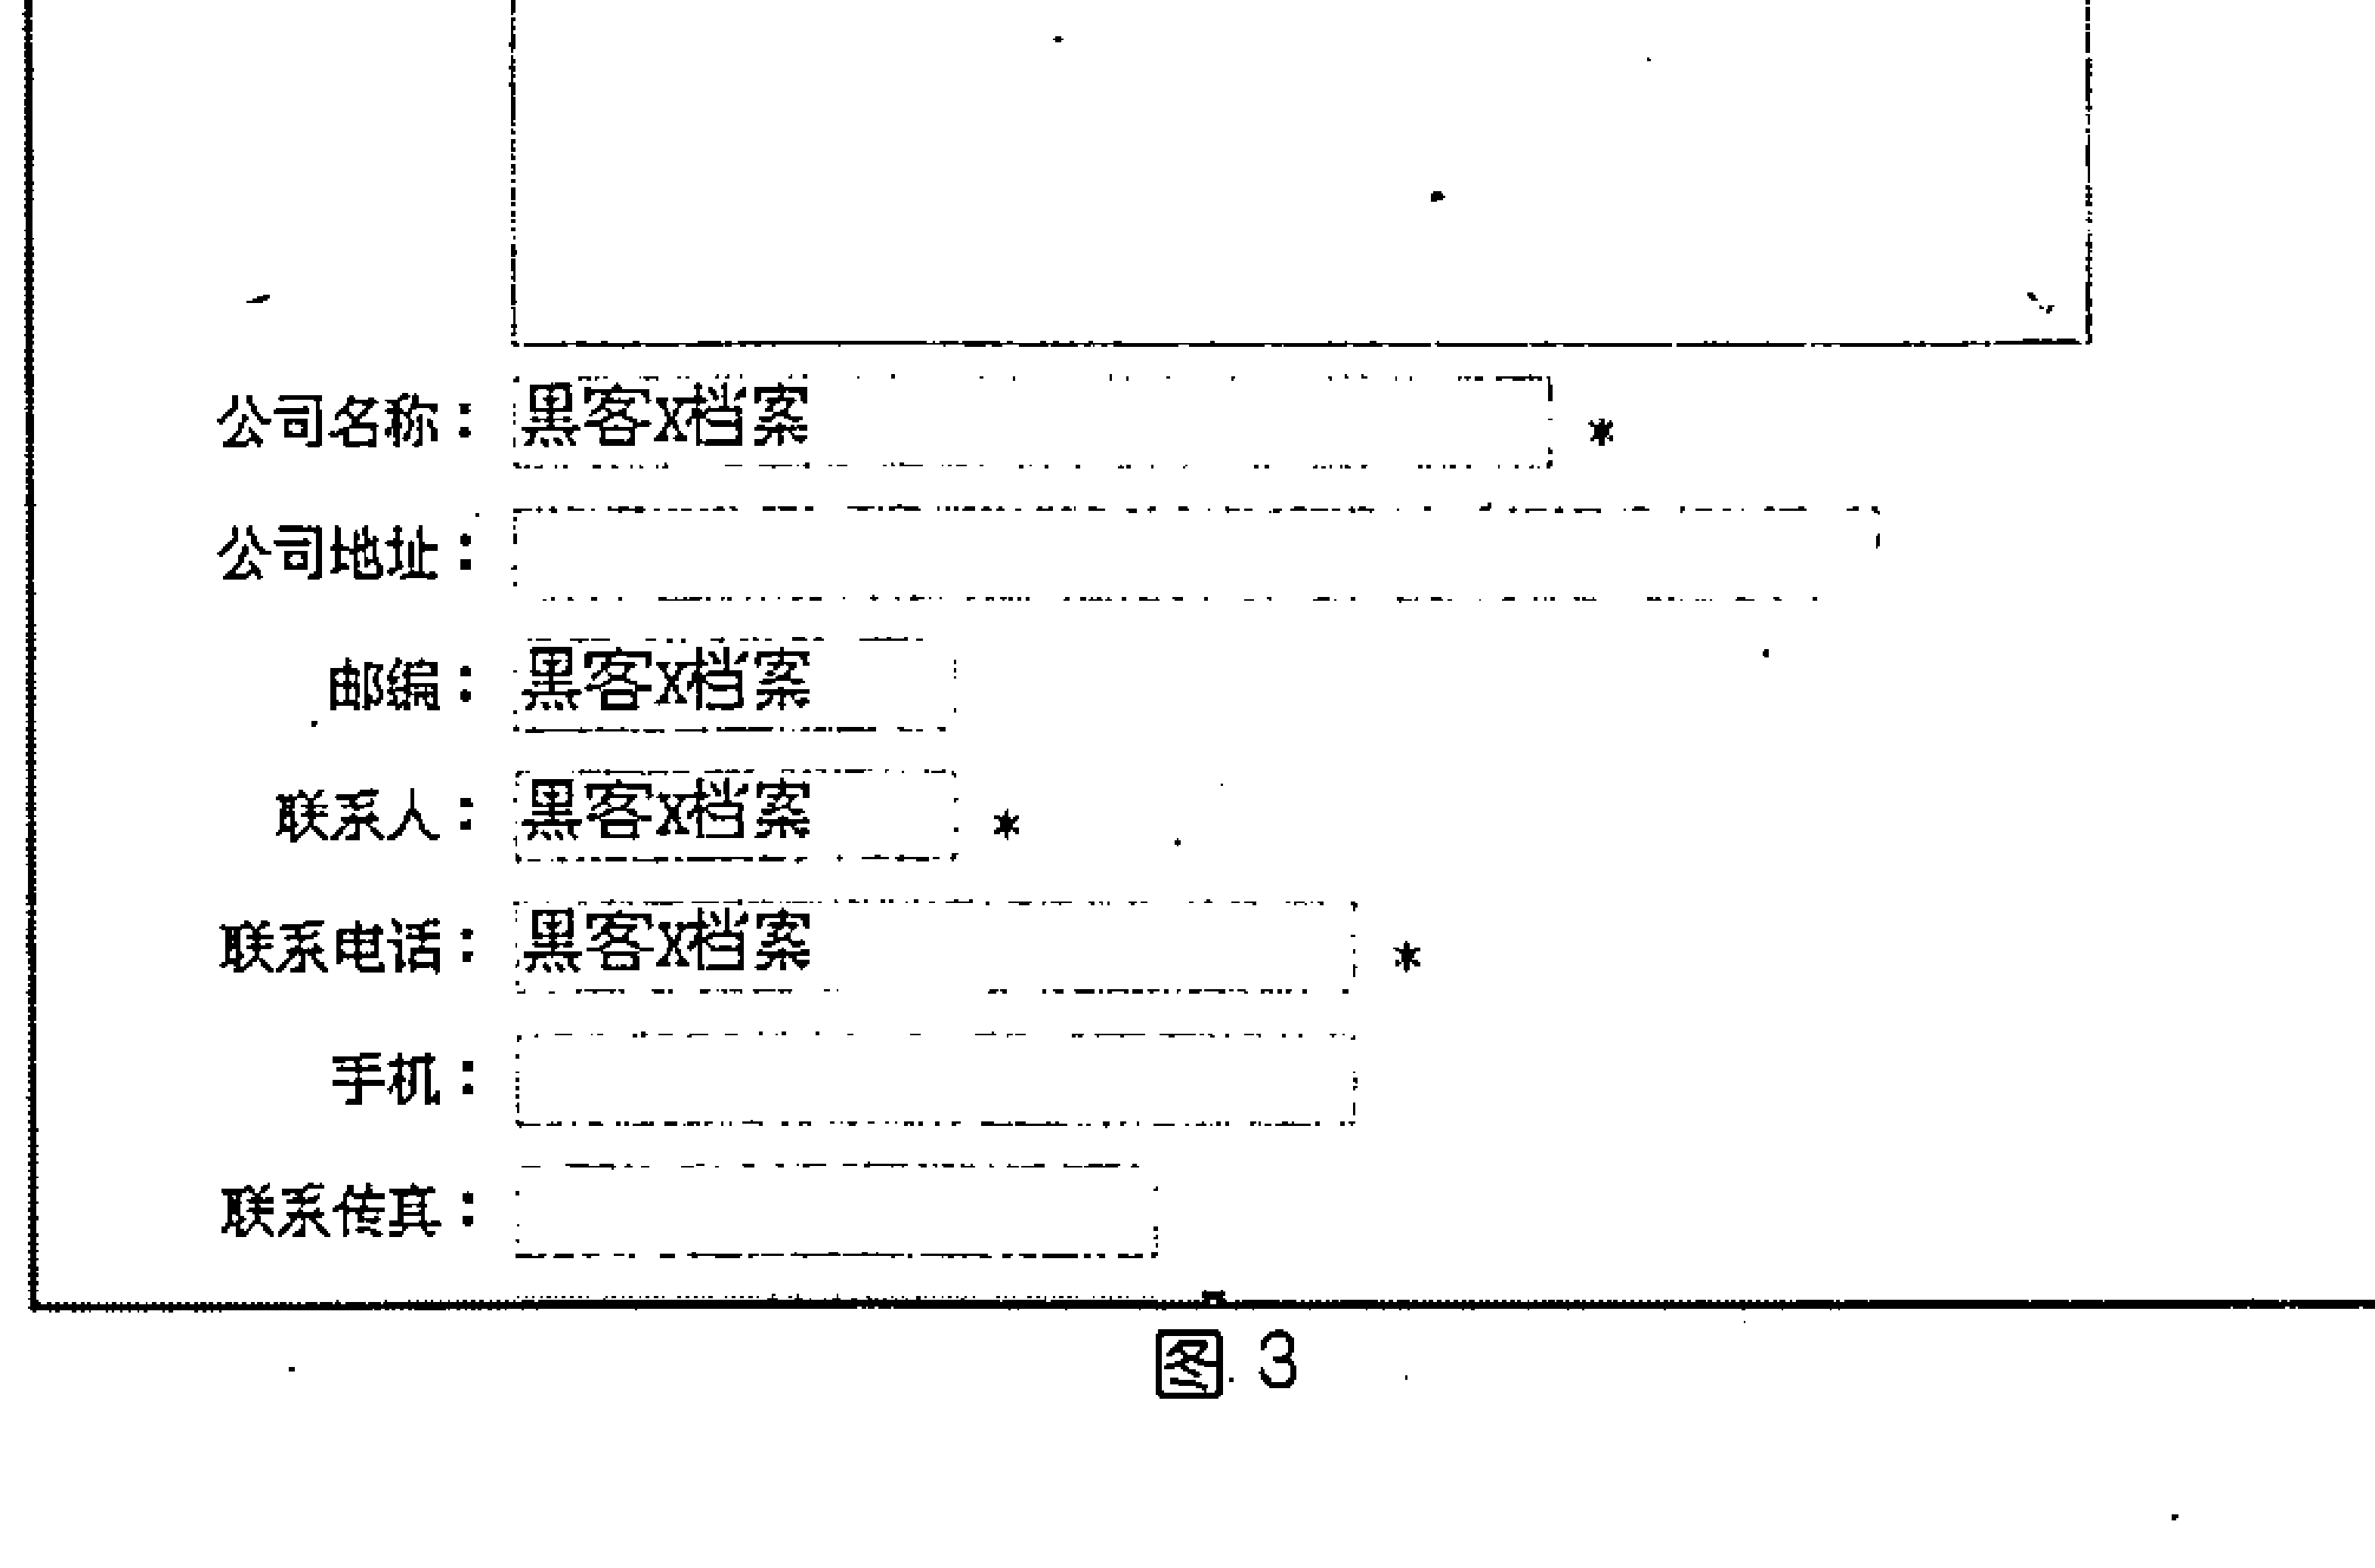 公司名称：黑客X档案 *
公司地址：
邮编：黑客X档案
联系人：黑客X档案 *
联系电话：黑客X档案 *
手机：
联系传真：
图 3